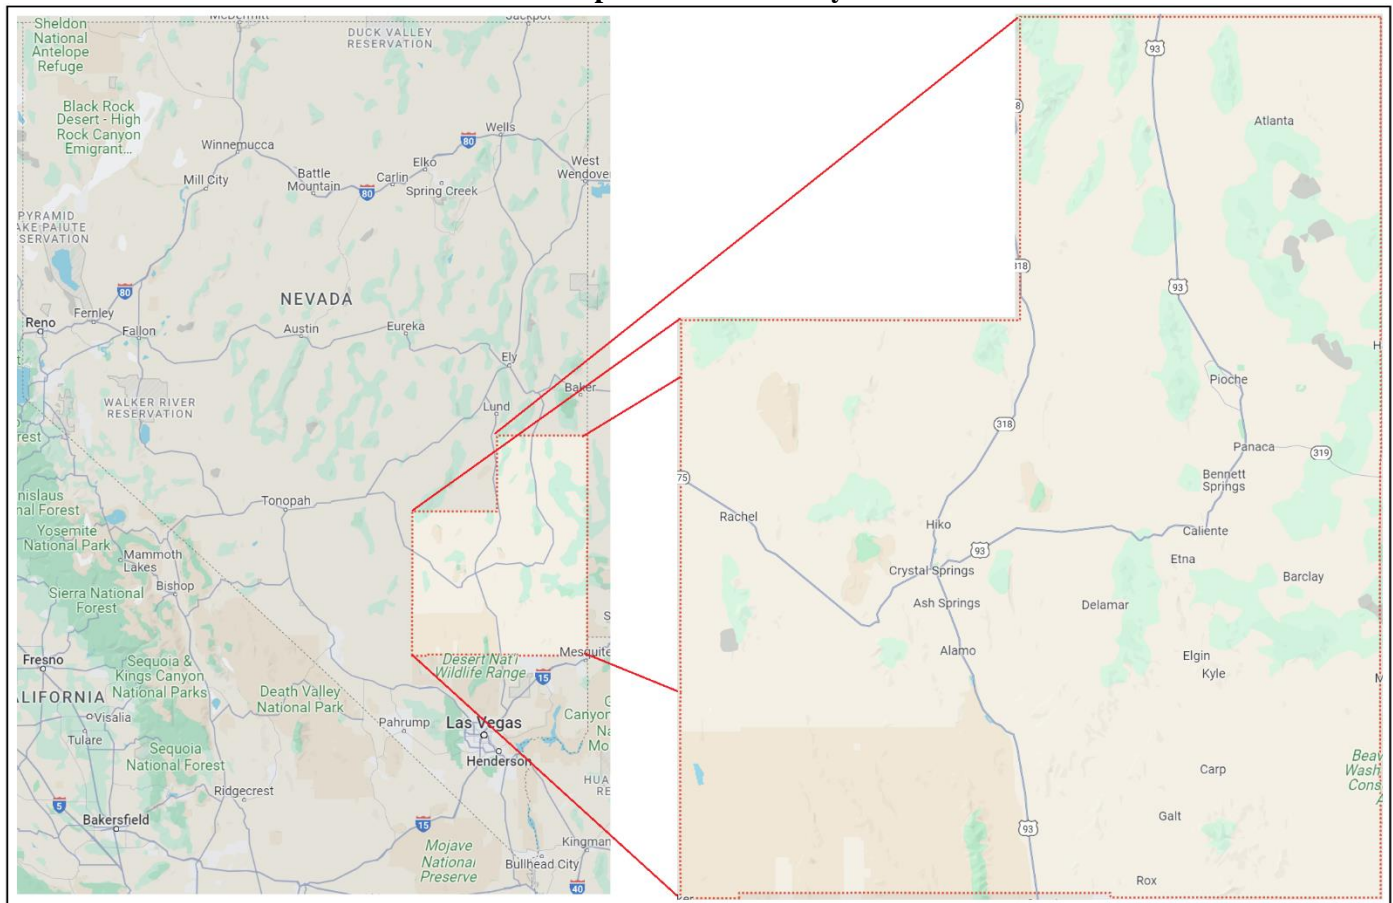 Sheldon
National
Antelope
Refuge
McDermitt
DUCK VALLEY
RESERVATION
Jackpot
Black Rock
Desert - High
Rock Canyon
Emigrant...
Winnemucca
80
Wells
Mill City
Battle
Mountain
80
Carlin
Elko
Spring Creek
West
Wendover
PYRAMID
RESERVATION
80
NEVADA
Reno
Fernley
Fallon
Austin
Eureka
Ely
Baker
WALKER RIVER
RESERVATION
Lund
Tonopah
Yosemite
National Park
Mammoth
Lakes
Bishop
Sierra National
Forest
Fresno
Sequoia &
Kings Canyon
National Parks
Death Valley
National Park
Desert Nat'l
Wildlife Range
Mesquite
15
Visalia
Tulare
Pahrump
Las Vegas
Henderson
Sequoia
National Forest
Ridgecrest
5
Bakersfield
15
Mojave
National
Preserve
Kingman
Bullhead City
40
93
Atlanta
318
93
Pioche
318
Panaca
319
Bennett
Springs
Rachel
Hiko
93
Caliente
Crystal Springs
Etna
Barclay
Ash Springs
Delamar
Alamo
Elgin
Kyle
Carp
Galt
93
Rox